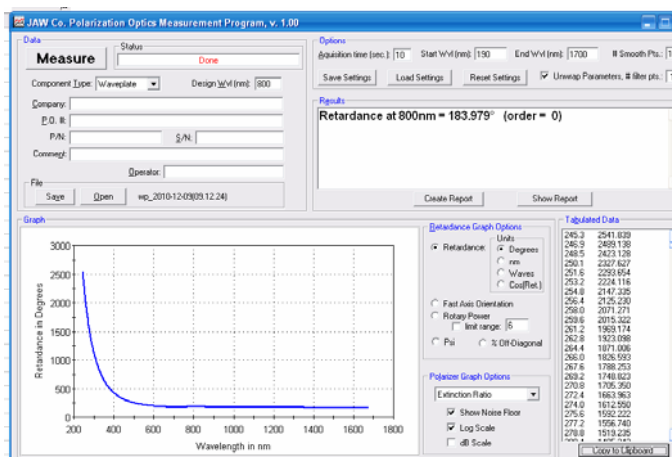 JAW Co. Polarization Optics Measurement Program, v. 1.00
Data
Measure
Status
Done
Component Type: Waveplate
Design Wvl (nm): 800
Company:
P.O. #:
P/N:
S/N:
Comment:
Operator:
File
Save
Open
wp_2010-12-09(09.12.24)
Options
Aquisition time (sec.): 10
Start Wvl (nm): 190
End Wvl (nm): 1700
# Smooth Pts.:
Save Settings
Load Settings
Reset Settings
Unwrap Parameters, # filter pts.:
Results
Retardance at 800nm = 183.979° (order = 0)
Create Report
Show Report
Graph
Retardance in Degrees
3000
2500
2000
1500
1000
500
0
200 400 600 800 1000 1200 1400 1600 1800
Wavelength in nm
Retardance Graph Options
Retardance:
Units
Degrees
nm
Waves
Cos(Ret.)
Fast Axis Orientation
Rotary Power
limit range: 6
Psi
% Off-Diagonal
Polarizer Graph Options
Extinction Ratio
Show Noise Floor
Log Scale
dB Scale
Tabulated Data
245.3 2541.839
246.9 2489.138
248.5 2423.128
250.1 2327.627
251.6 2293.654
253.2 2224.116
254.8 2147.335
256.4 2125.230
258.0 2071.271
259.6 2015.322
261.2 1969.174
262.8 1923.098
264.4 1871.006
266.0 1826.593
267.6 1788.253
269.2 1748.823
270.8 1705.350
272.4 1663.963
274.0 1612.550
275.6 1592.222
277.2 1556.740
278.8 1519.235
Copy to Clipboard